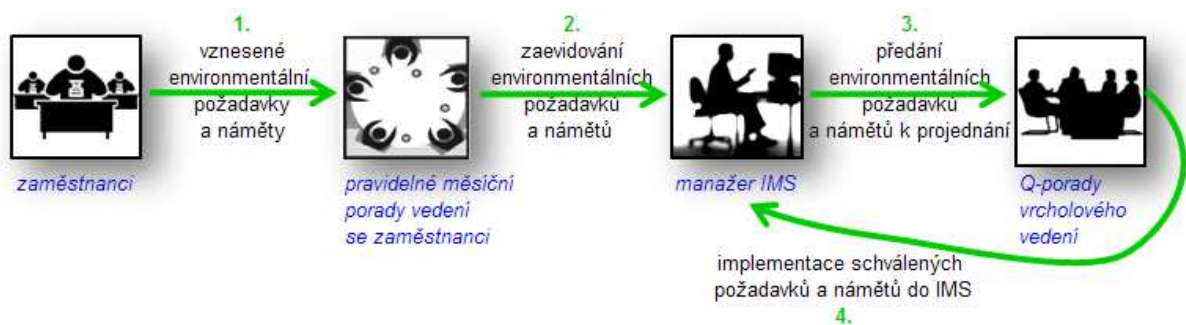 1.
vznesené
environmentální
požadavky
a náměty
2.
zaevidování
environmentálních
požadavků
a námětů
3.
předání
environmentálních
požadavků
a námětů k projednání
zaměstnanci
pravidelné měsíční
porady vedení
se zaměstnanci
manažer IMS
Q-porady
vrcholového
vedení
implementace schválených
požadavků a námětů do IMS
4.